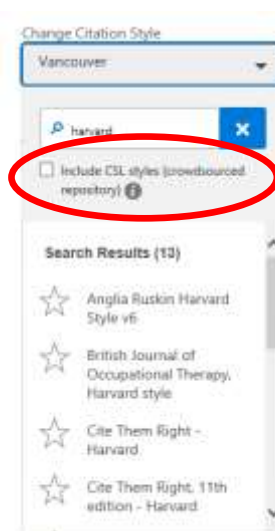 Change Citation Style
Vancouver
harvard
Include CSL styles (crowdsourced
repository)
Search Results (13)
Anglia Ruskin Harvard
Style v6
British Journal of
Occupational Therapy,
Harvard style
Cite Them Right -
Harvard
Cite Them Right, 11th
edition - Harvard